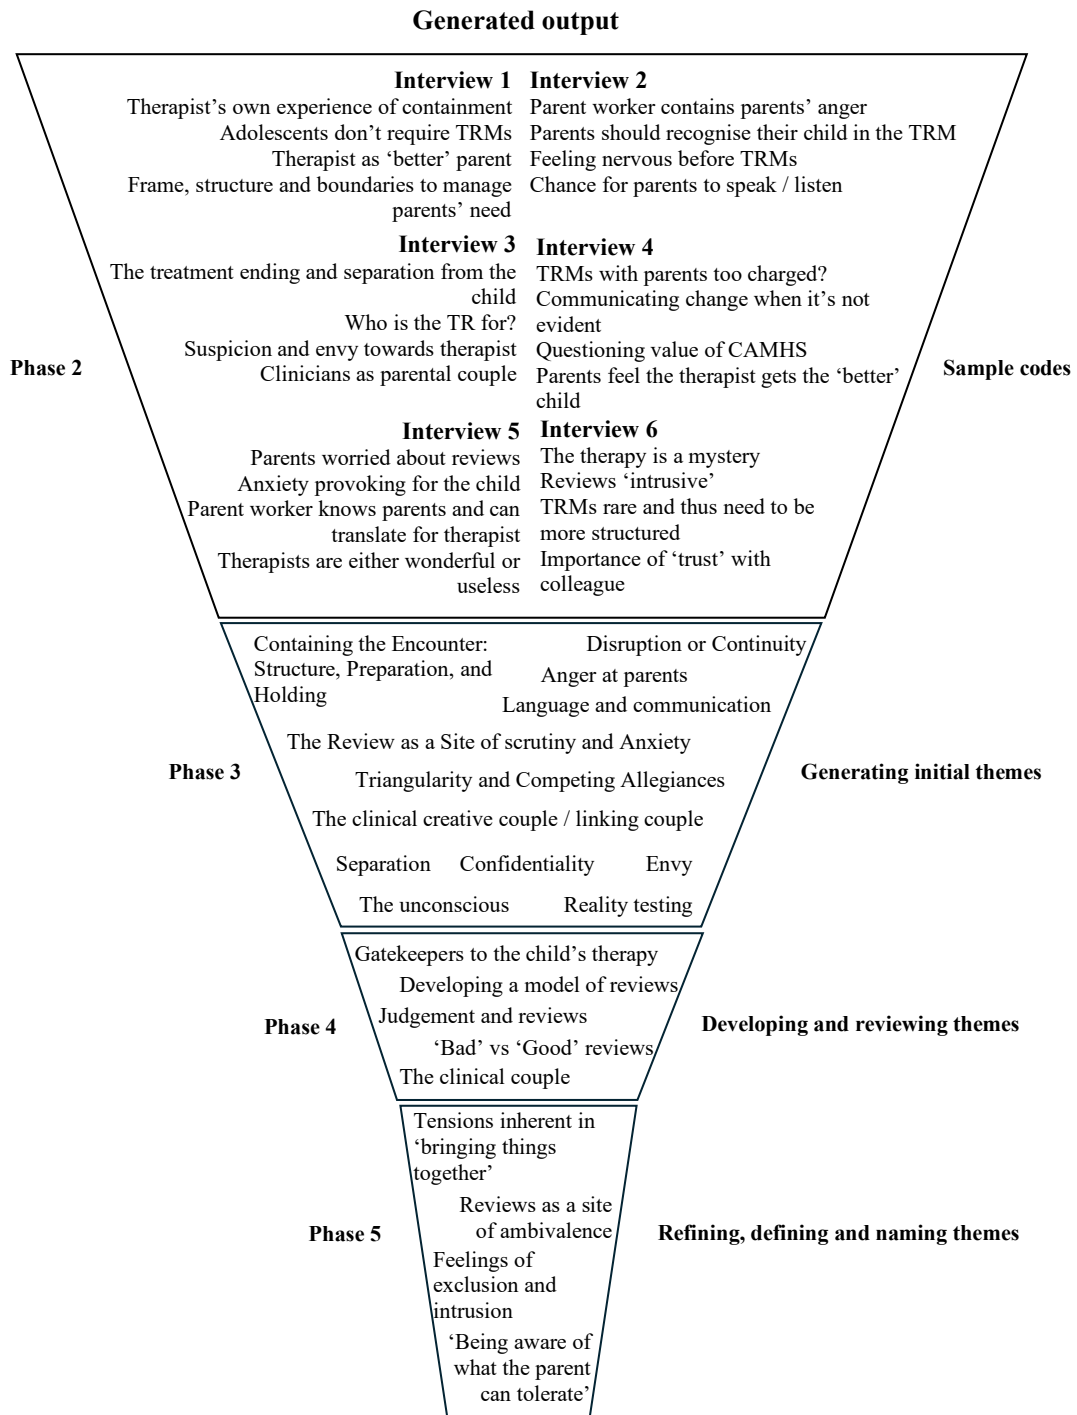 Generated output
Interview 1
Therapist’s own experience of containment
Adolescents don’t require TRMs
Therapist as ‘better’ parent
Frame, structure and boundaries to manage
parents’ need
Interview 2
Parent worker contains parents’ anger
Parents should recognise their child in the TRM
Feeling nervous before TRMs
Chance for parents to speak / listen
Interview 3
The treatment ending and separation from the
child
Who is the TR for?
Suspicion and envy towards therapist
Clinicians as parental couple
Interview 4
TRMs with parents too charged?
Communicating change when it’s not
evident
Questioning value of CAMHS
Parents feel the therapist gets the ‘better’
child
Phase 2
Sample codes
Interview 5
Parents worried about reviews
Anxiety provoking for the child
Parent worker knows parents and can
translate for therapist
Therapists are either wonderful or
useless
Interview 6
The therapy is a mystery
Reviews ‘intrusive’
TRMs rare and thus need to be
more structured
Importance of ‘trust’ with
colleague
Containing the Encounter:
Structure, Preparation, and
Holding
Disruption or Continuity
Anger at parents
Language and communication
The Review as a Site of scrutiny and Anxiety
Phase 3
Generating initial themes
Triangularity and Competing Allegiances
The clinical creative couple / linking couple
Separation
Confidentiality
Envy
The unconscious
Reality testing
Gatekeepers to the child’s therapy
Developing a model of reviews
Judgement and reviews
Phase 4
Developing and reviewing themes
‘Bad’ vs ‘Good’ reviews
The clinical couple
Tensions inherent in
‘bringing things
together’
Reviews as a site
of ambivalence
Phase 5
Refining, defining and naming themes
Feelings of
exclusion and
intrusion
‘Being aware of
what the parent
can tolerate’